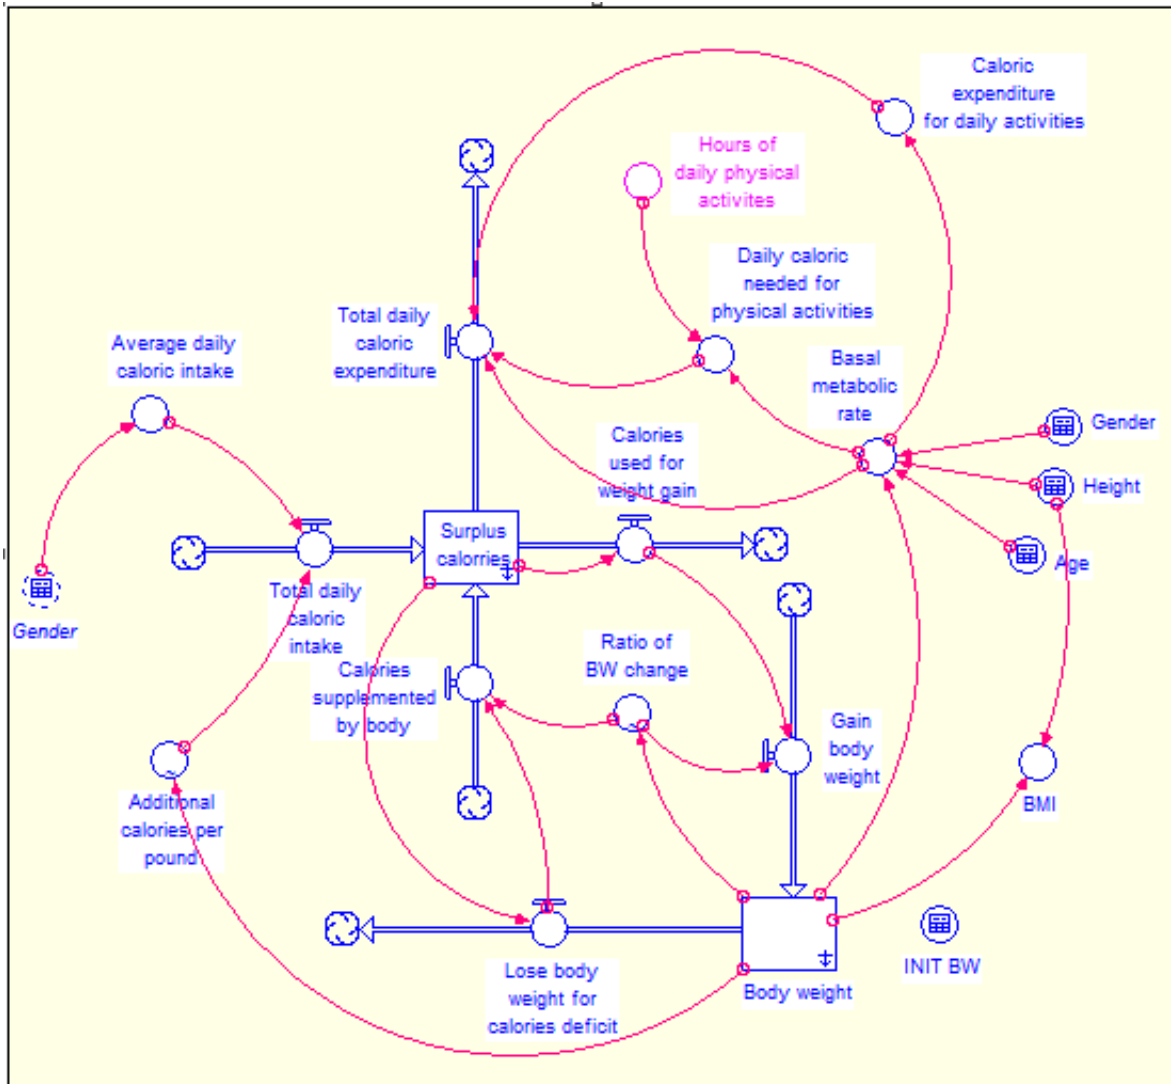 Caloric
expenditure
for daily activities
Hours of
daily physical
activites
Daily caloric
needed for
physical activities
Total daily
caloric
expenditure
Average daily
caloric intake
Basal
metabolic
rate
Gender
Calories
used for
weight gain
Height
Surplus
calorries
Age
Gender
Total daily
caloric
intake
Ratio of
BW change
Calories
supplemented
by body
Gain
body
weight
Additional
calories per
pound
BMI
Lose body
weight for
calories deficit
Body weight
INIT BW